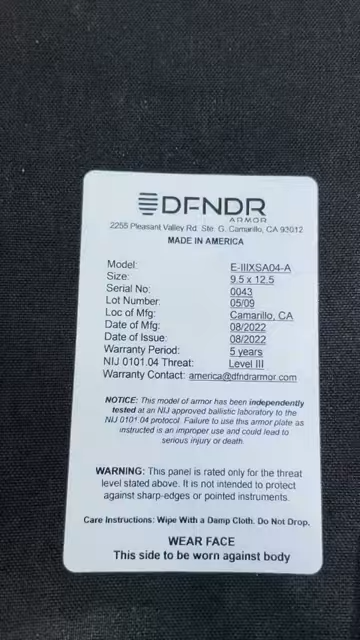 DFNDR
ARMOR
2255 Pleasant Valley Rd. Ste. G. Camarillo, CA 93012
MADE IN AMERICA
Model: E-IIIXSA04-A
Size: 9.5 x 12.5
Serial No: 0043
Lot Number: 05/09
Loc of Mfg: Camarillo, CA
Date of Mfg: 08/2022
Date of Issue: 08/2022
Warranty Period: 5 years
NIJ 0101.04 Threat: Level III
Warranty Contact: america@dfndrarmor.com
NOTICE: This model of armor has been independently
tested at an NIJ approved ballistic laboratory to the
NIJ 0101.04 protocol. Failure to use this armor plate as
instructed is an improper use and could lead to
serious injury or death.
WARNING: This panel is rated only for the threat
level stated above. It is not intended to protect
against sharp-edges or pointed instruments.
Care Instructions: Wipe With a Damp Cloth. Do Not Drop.
WEAR FACE
This side to be worn against body